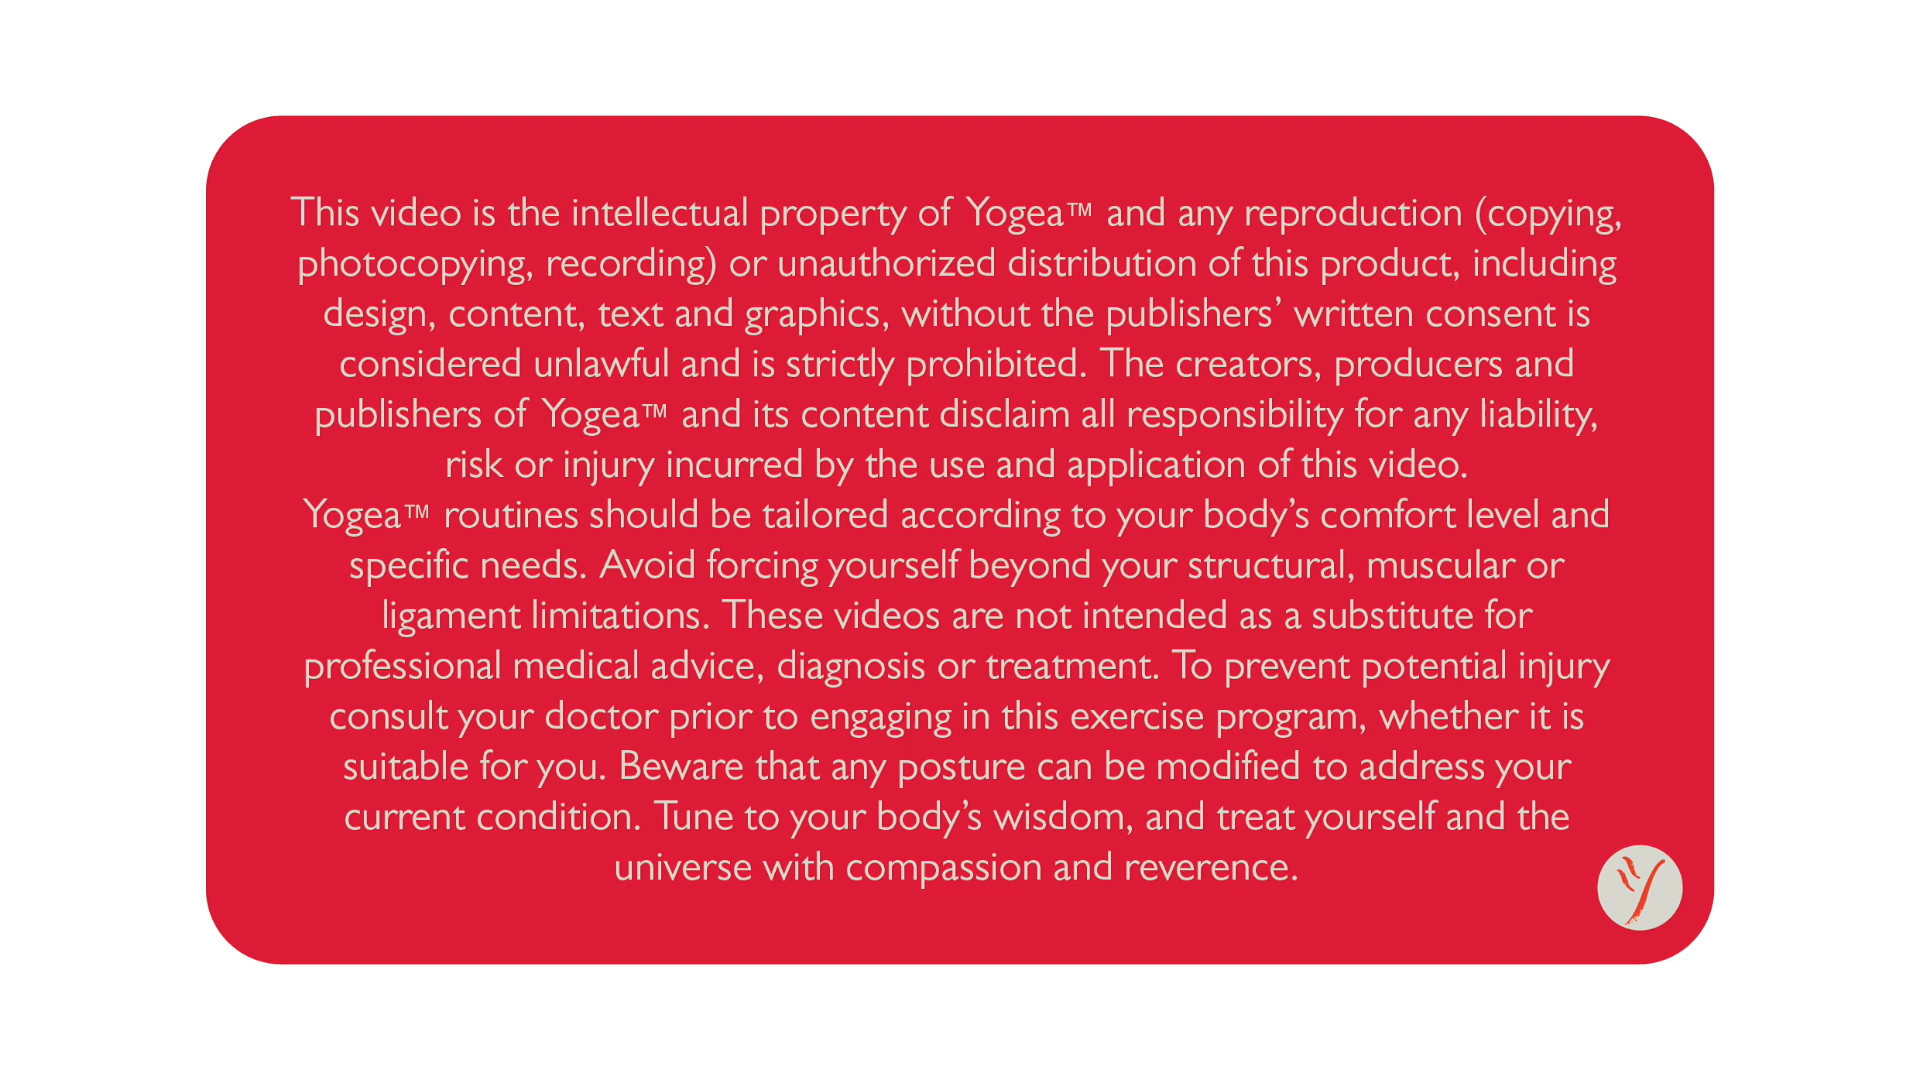 This video is the intellectual property of Yogea™ and any reproduction (copying,
photocopying, recording) or unauthorized distribution of this product, including
design, content, text and graphics, without the publishers’ written consent is
considered unlawful and is strictly prohibited. The creators, producers and
publishers of Yogea™ and its content disclaim all responsibility for any liability,
risk or injury incurred by the use and application of this video.
Yogea™ routines should be tailored according to your body’s comfort level and
specific needs. Avoid forcing yourself beyond your structural, muscular or
ligament limitations. These videos are not intended as a substitute for
professional medical advice, diagnosis or treatment. To prevent potential injury
consult your doctor prior to engaging in this exercise program, whether it is
suitable for you. Beware that any posture can be modified to address your
current condition. Tune to your body’s wisdom, and treat yourself and the
universe with compassion and reverence.